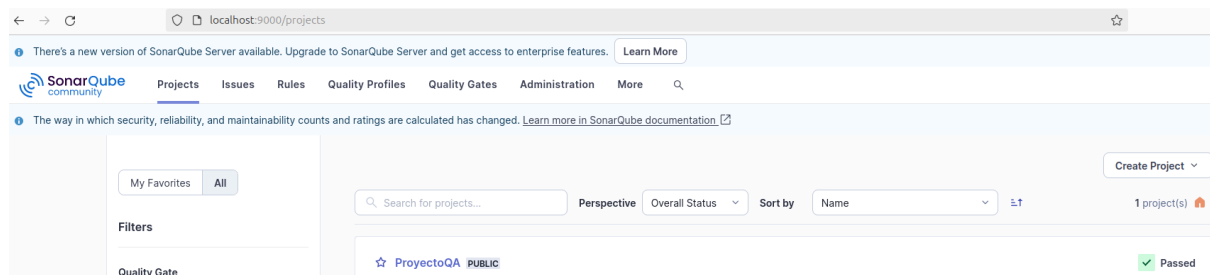 localhost:9000/projects
There's a new version of SonarQube Server available. Upgrade to SonarQube Server and get access to enterprise features. Learn More
SonarQube community Projects Issues Rules Quality Profiles Quality Gates Administration More
The way in which security, reliability, and maintainability counts and ratings are calculated has changed. Learn more in SonarQube documentation
Create Project
My Favorites All
Search for projects... Perspective Overall Status Sort by Name 1 project(s)
Filters
ProyectoQA PUBLIC Passed
Quality Gate